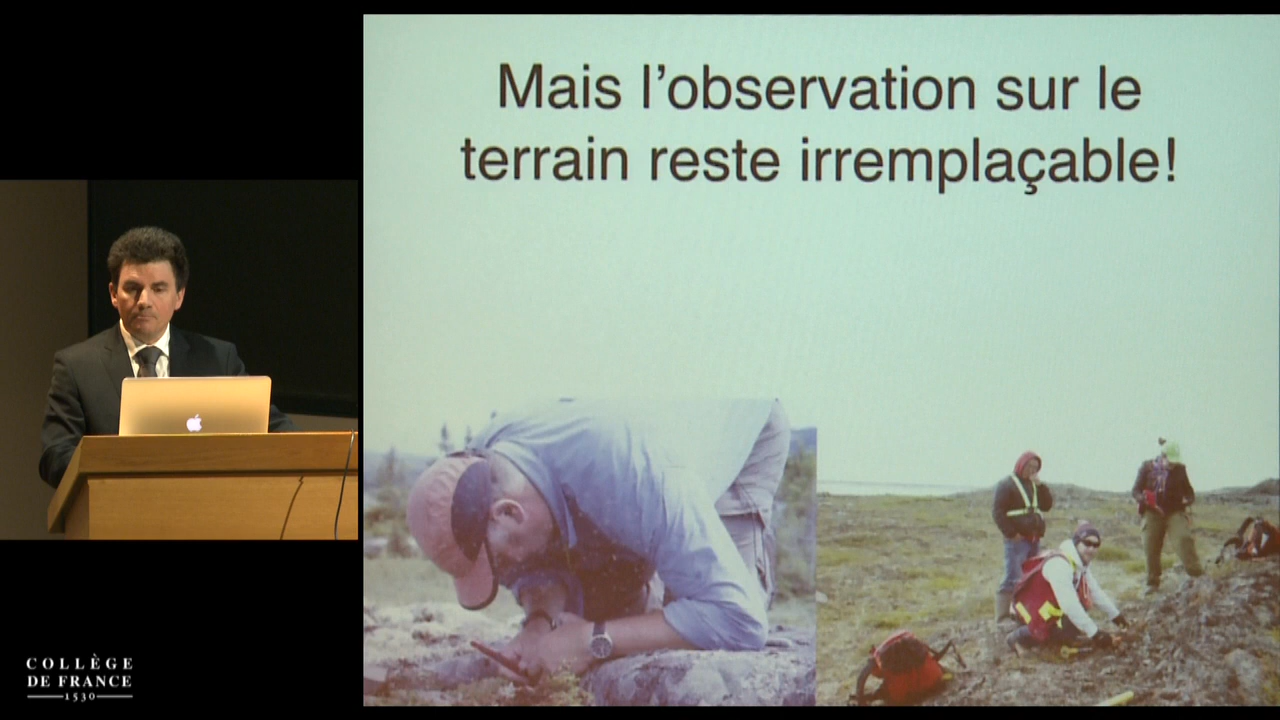 Mais l'observation sur le
terrain reste irremplaçable!
COLLÈGE
DE FRANCE
1530